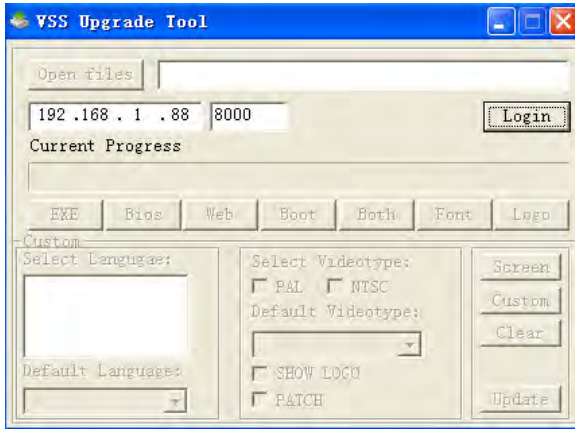 VSS Upgrade Tool
Open files
192 .168 . 1 .88 8000 Login
Current Progress
EXE Bios Web Boot Both Font Logo
Custom
Select Langugae: Select Videotype: Screen
PAL NTSC
Custom
Default Videotype:
Clear
Default Language: SHOW LOGO
PATCH Update